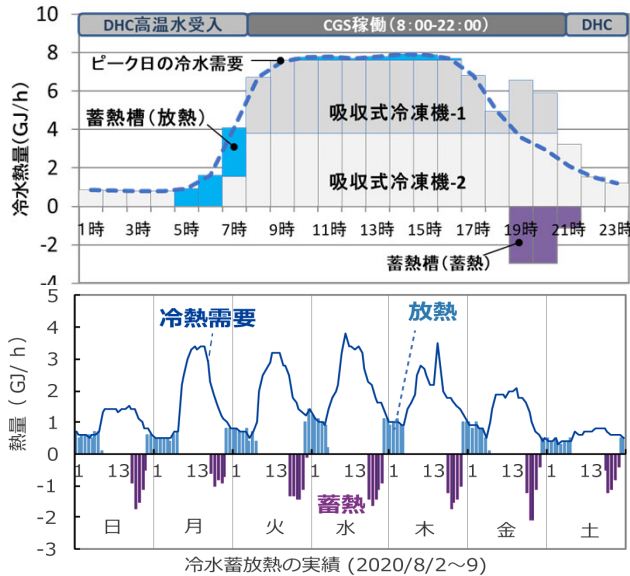 DHC高温水受入
CGS稼働(8:00-22:00)
DHC
冷水熱量(GJ/h)
10
8
6
4
2
0
-2
-4
ピーク日の冷水需要
蓄熱槽(放熱)
吸収式冷凍機-1
吸収式冷凍機-2
1時 3時 5時 7時 9時 11時 13時 15時 17時 19時 21時 23時
蓄熱槽(蓄熱)
熱量(GJ/h)
5
4
3
2
1
0
-1
-2
-3
冷熱需要
放熱
1 13 1 13 1 13 1 13 1 13 1 13 1 13
蓄熱
日 月 火 水 木 金 土
冷水蓄放熱の実績 (2020/8/2~9)